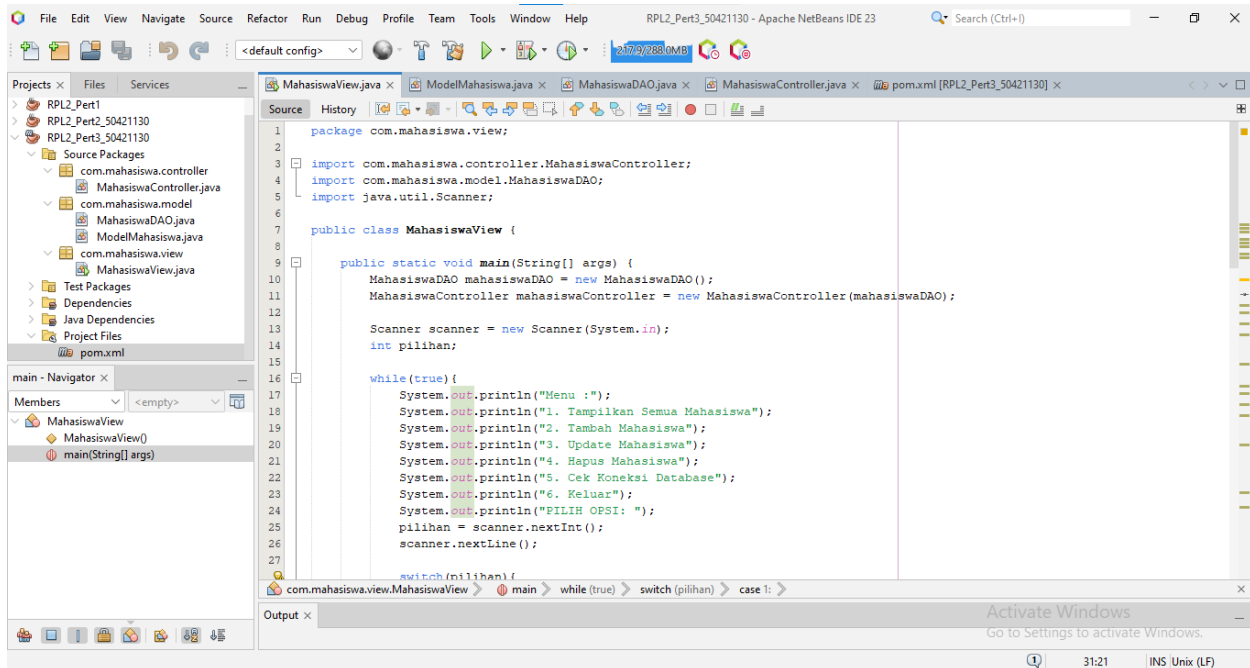 File Edit View Navigate Source Refactor Run Debug Profile Team Tools Window Help RPL2_Pert3_50421130 - Apache NetBeans IDE 23 Search (Ctrl+I)
<default config> 217.9/288.0MB
Projects Files Services
RPL2_Pert1
RPL2_Pert2_50421130
RPL2_Pert3_50421130
Source Packages
com.mahasiswa.controller
MahasiswaController.java
com.mahasiswa.model
MahasiswaDAO.java
ModelMahasiswa.java
com.mahasiswa.view
MahasiswaView.java
Test Packages
Dependencies
Java Dependencies
Project Files
pom.xml
main - Navigator
Members <empty>
MahasiswaView
MahasiswaView()
main(String[] args)
MahasiswaView.java ModelMahasiswa.java MahasiswaDAO.java MahasiswaController.java pom.xml [RPL2_Pert3_50421130]
Source History
1 package com.mahasiswa.view;
2
3 import com.mahasiswa.controller.MahasiswaController;
4 import com.mahasiswa.model.MahasiswaDAO;
5 import java.util.Scanner;
6
7 public class MahasiswaView {
8
9 public static void main(String[] args) {
10 MahasiswaDAO mahasiswaDAO = new MahasiswaDAO();
11 MahasiswaController mahasiswaController = new MahasiswaController(mahasiswaDAO);
12
13 Scanner scanner = new Scanner(System.in);
14 int pilihan;
15
16 while(true){
17 System.out.println("Menu :");
18 System.out.println("1. Tampilkan Semua Mahasiswa");
19 System.out.println("2. Tambah Mahasiswa");
20 System.out.println("3. Update Mahasiswa");
21 System.out.println("4. Hapus Mahasiswa");
22 System.out.println("5. Cek Koneksi Database");
23 System.out.println("6. Keluar");
24 System.out.println("PILIH OPSI: ");
25 pilihan = scanner.nextInt();
26 scanner.nextLine();
27
switch(pilihan){
com.mahasiswa.view.MahasiswaView main while (true) switch (pilihan) case 1:
Output
Activate Windows
Go to Settings to activate Windows.
1 31:21 INS Unix (LF)